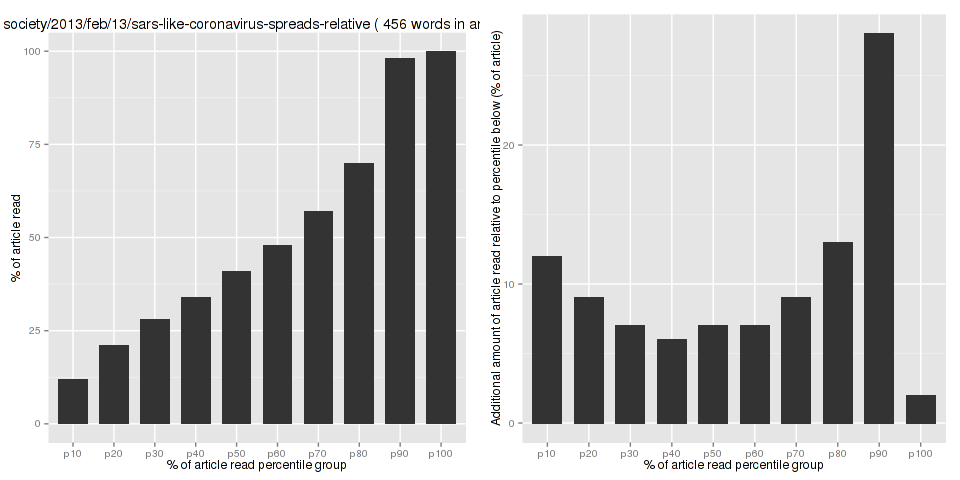 society/2013/feb/13/sars-like-coronavirus-spreads-relative ( 456 words in ar
100
75
50
25
0
% of article read
p10 p20 p30 p40 p50 p60 p70 p80 p90 p100
% of article read percentile group
Additional amount of article read relative to percentile below (% of article)
20
10
0
p10 p20 p30 p40 p50 p60 p70 p80 p90 p100
% of article read percentile group